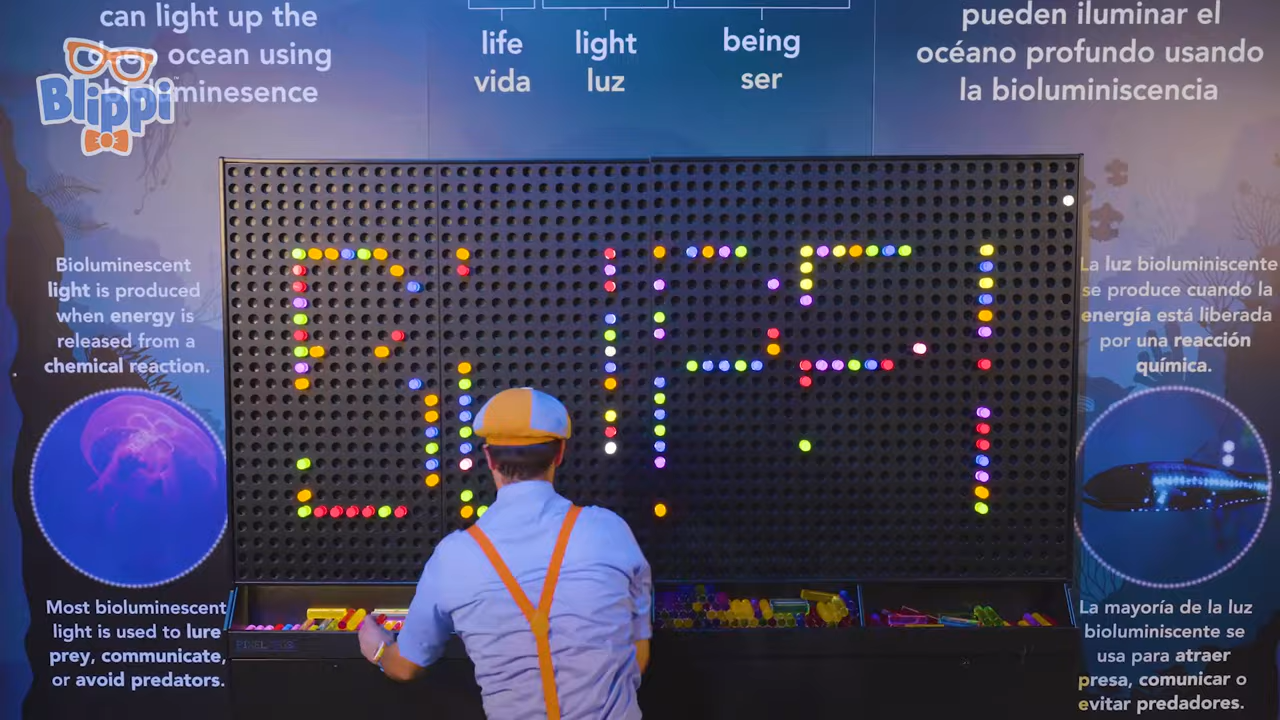 can light up the
deep ocean using
bioluminesence
Blippi
life
vida
light
luz
being
ser
pueden iluminar el
océano profundo usando
la bioluminiscencia
Bioluminescent
light is produced
when energy is
released from a
chemical reaction.
BLIPPI
La luz bioluminiscente
se produce cuando la
energía está liberada
por una reacción
química.
Most bioluminescent
light is used to lure
prey, communicate,
or avoid predators.
La mayoría de la luz
bioluminiscente se
usa para atraer
presa, comunicar o
evitar predadores.